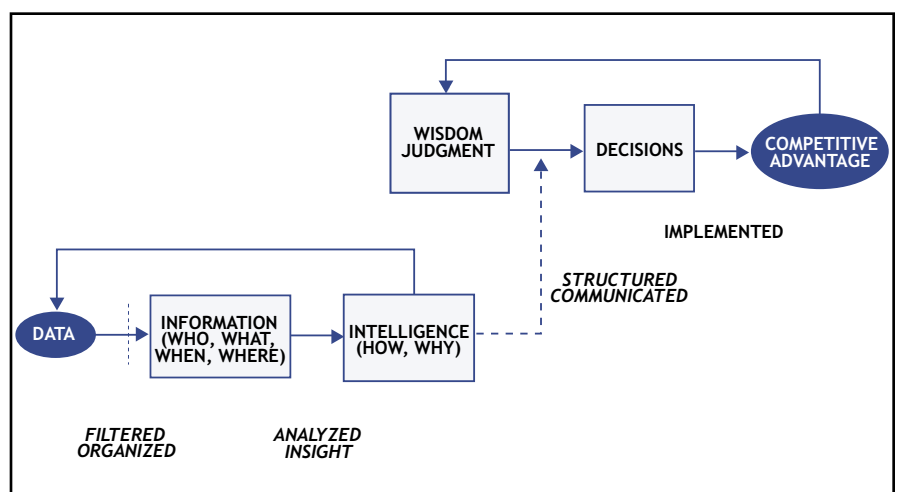 WISDOM
JUDGMENT
DECISIONS
COMPETITIVE
ADVANTAGE
IMPLEMENTED
STRUCTURED
COMMUNICATED
DATA
INFORMATION
(WHO, WHAT,
WHEN, WHERE)
INTELLIGENCE
(HOW, WHY)
FILTERED
ORGANIZED
ANALYZED
INSIGHT